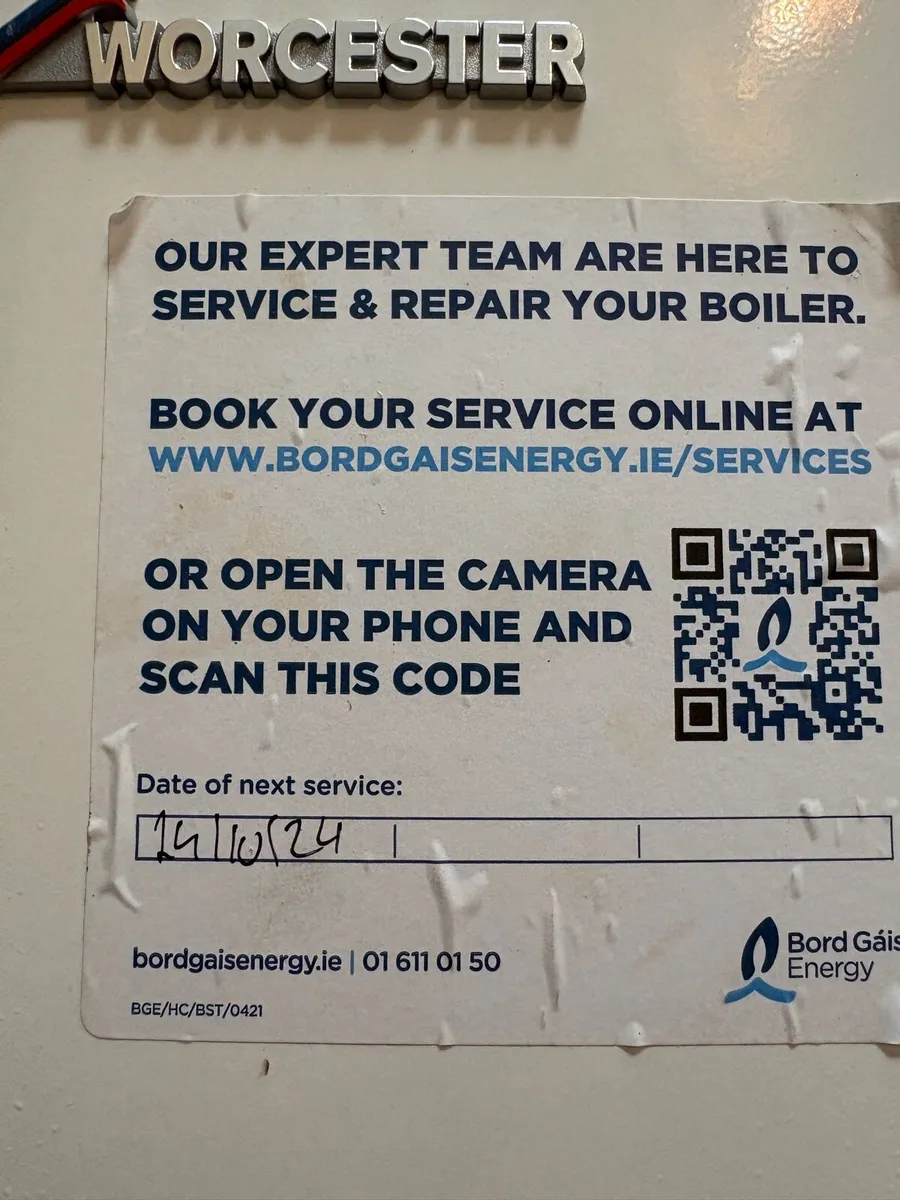 WORCESTER
OUR EXPERT TEAM ARE HERE TO
SERVICE & REPAIR YOUR BOILER.
BOOK YOUR SERVICE ONLINE AT
WWW.BORDGAISENERGY.IE/SERVICES
OR OPEN THE CAMERA
ON YOUR PHONE AND
SCAN THIS CODE
Date of next service:
14/10/24
bordgaisenergy.ie | 01 611 01 50
Bord Gáis
Energy
BGE/HC/BST/0421